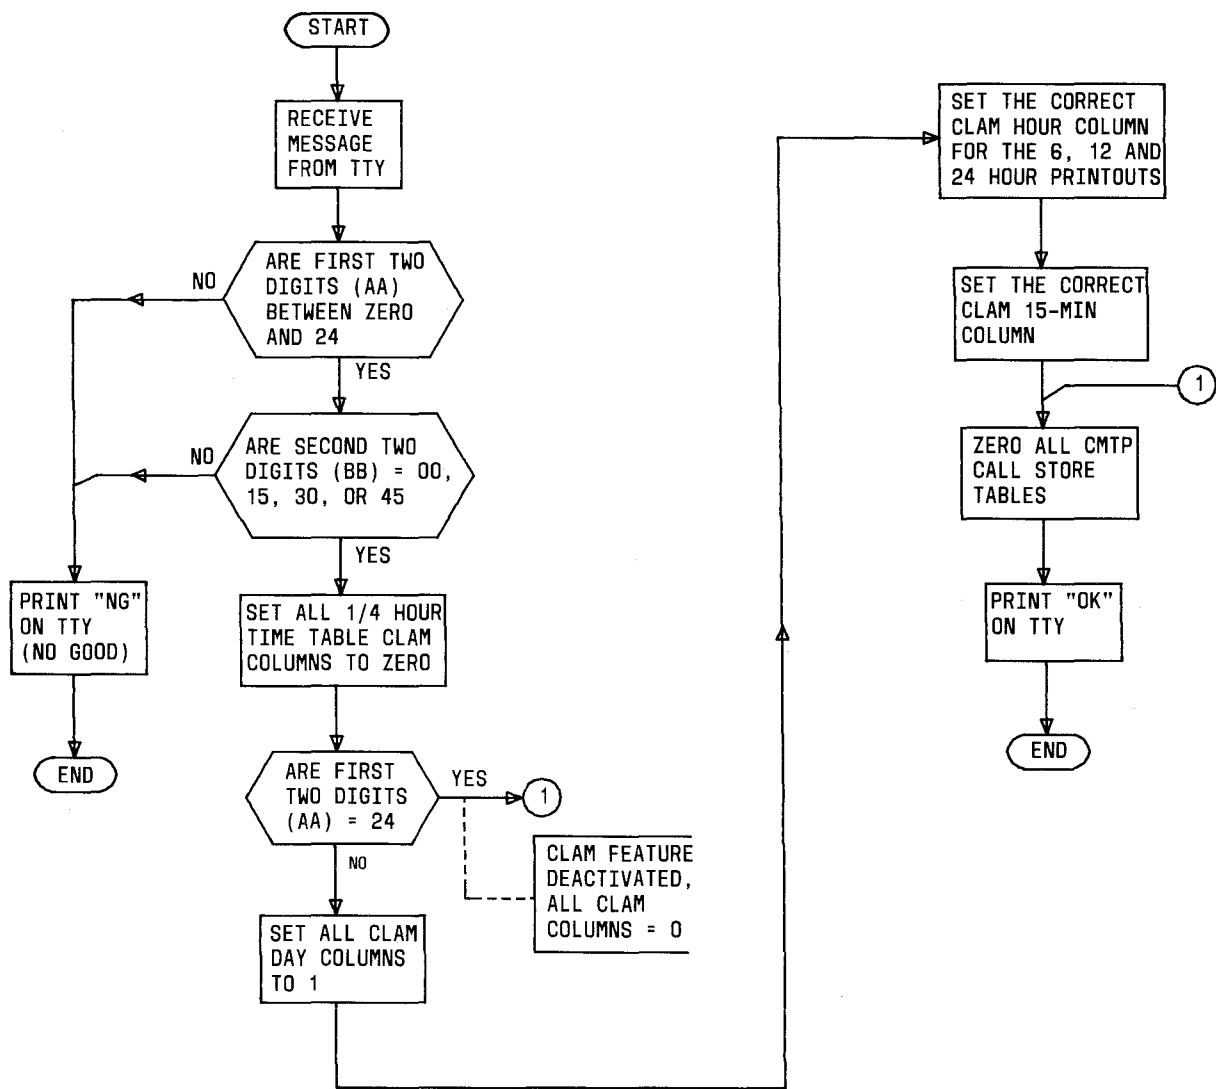 START
RECEIVE
MESSAGE
FROM TTY
ARE FIRST TWO
DIGITS (AA)
BETWEEN ZERO
AND 24
NO
YES
ARE SECOND TWO
DIGITS (BB) = 00,
15, 30, OR 45
NO
YES
PRINT "NG"
ON TTY
(NO GOOD)
END
SET ALL 1/4 HOUR
TIME TABLE CLAM
COLUMNS TO ZERO
ARE FIRST
TWO DIGITS
(AA) = 24
YES
1
NO
CLAM FEATURE
DEACTIVATED,
ALL CLAM
COLUMNS = 0
SET ALL CLAM
DAY COLUMNS
TO 1
SET THE CORRECT
CLAM HOUR COLUMN
FOR THE 6, 12 AND
24 HOUR PRINTOUTS
SET THE CORRECT
CLAM 15-MIN
COLUMN
1
ZERO ALL CMTP
CALL STORE
TABLES
PRINT "OK"
ON TTY
END